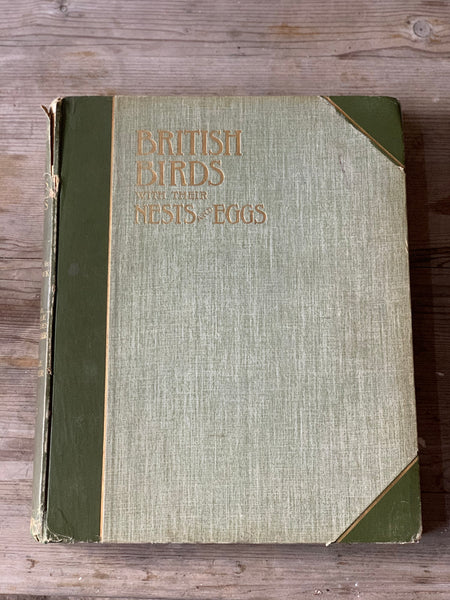 BRITISH
BIRDS
WITH THEIR
NESTS AND EGGS